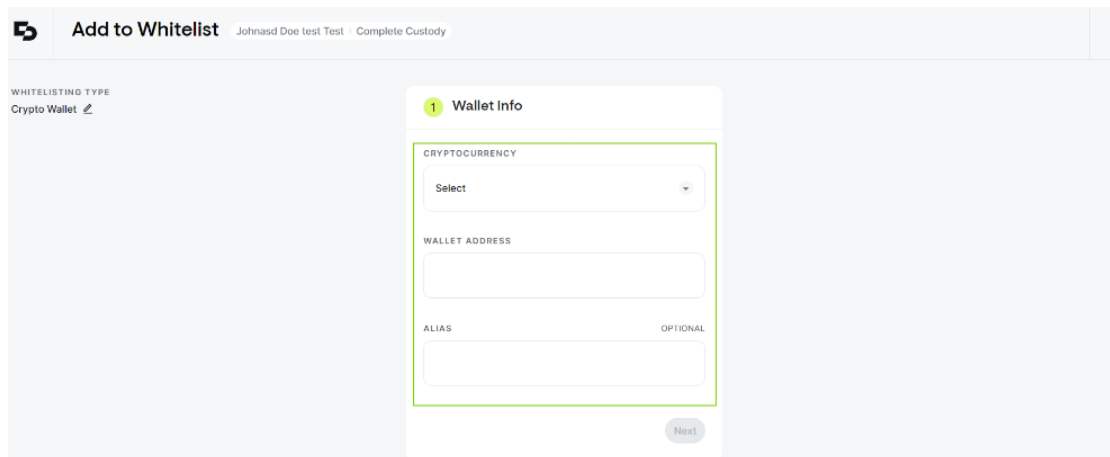 Add to Whitelist Johnasd Doe test Test Complete Custody
WHITELISTING TYPE
Crypto Wallet
1 Wallet Info
CRYPTOCURRENCY
Select
WALLET ADDRESS
ALIAS OPTIONAL
Next